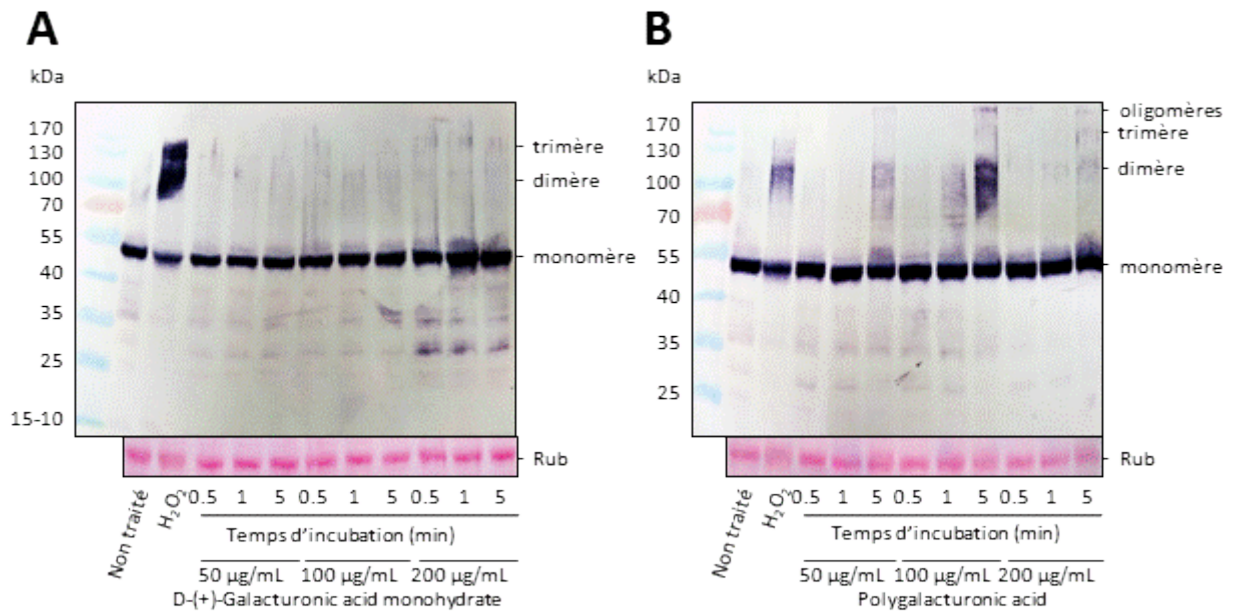 A
kDa
170
130
100
70
55
40
35
25
15-10
trimère
dimère
monomère
Rub
Non traité
H₂O₂
0.5 1 5 0.5 1 5 0.5 1 5
Temps d'incubation (min)
50 µg/mL 100 µg/mL 200 µg/mL
D-(+)-Galacturonic acid monohydrate
B
kDa
170
130
100
70
55
40
35
25
oligomères
trimère
dimère
monomère
Rub
Non traité
H₂O₂
0.5 1 5 0.5 1 5 0.5 1 5
Temps d'incubation (min)
50 µg/mL 100 µg/mL 200 µg/mL
Polygalacturonic acid